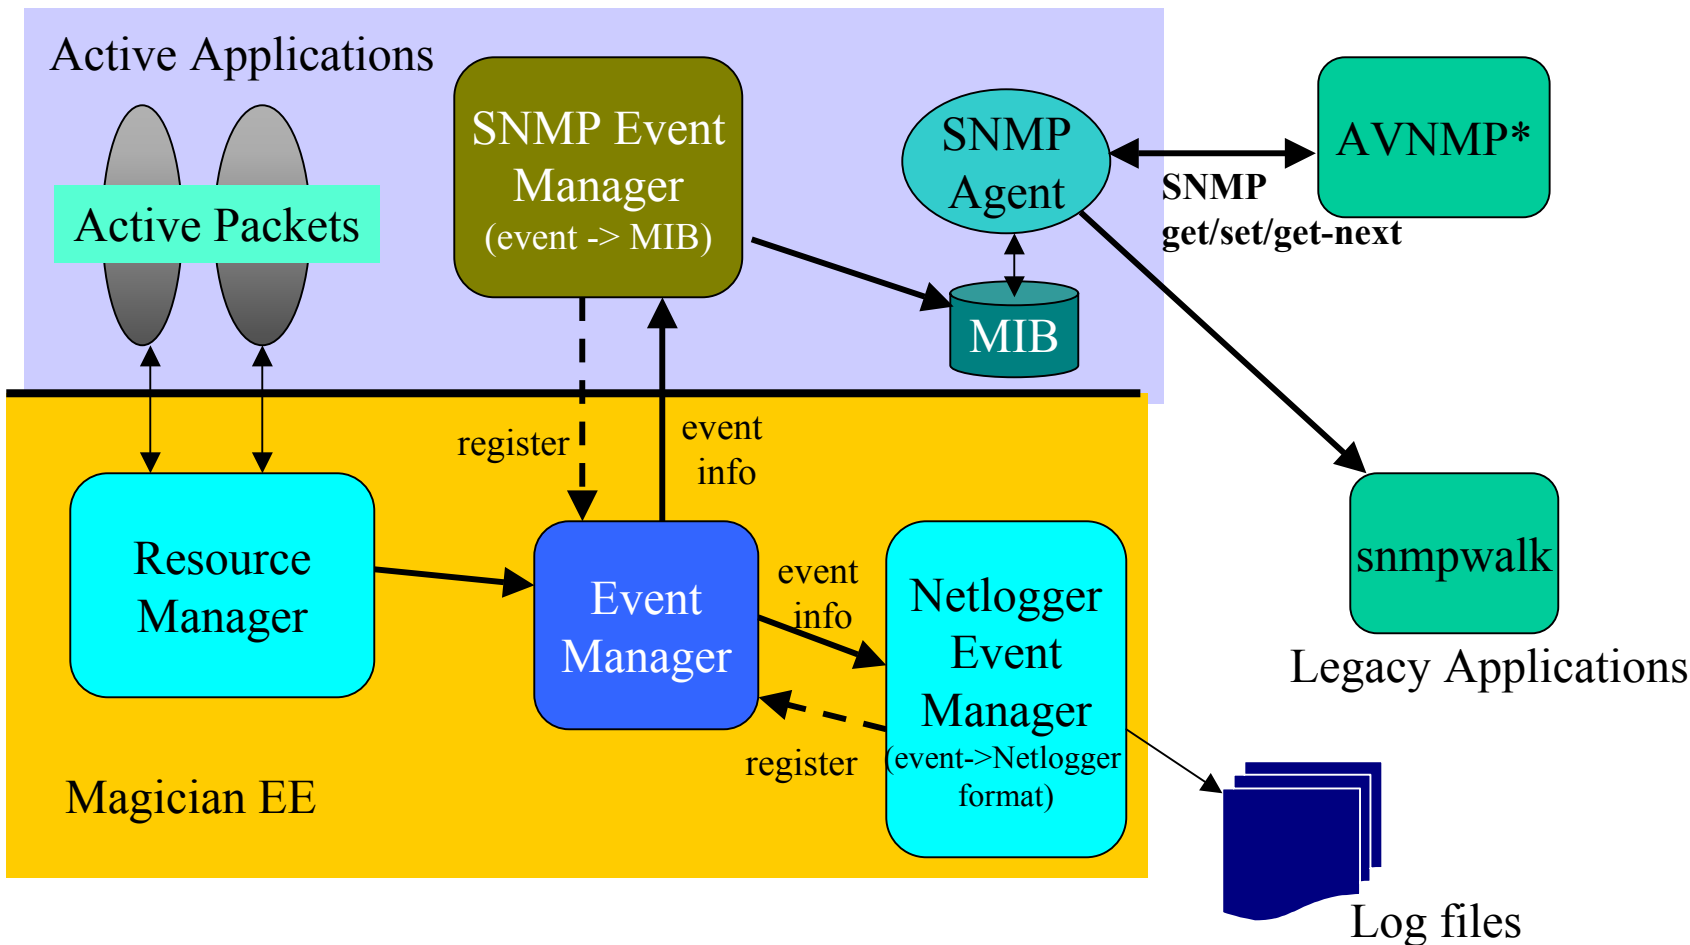 Active Applications
SNMP Event
Manager
(event -> MIB)
SNMP
Agent
AVNMP*
Active Packets
SNMP
get/set/get-next
MIB
register
event
info
Resource
Manager
Event
Manager
event
info
register
Netlogger
Event
Manager
(event->Netlogger
format)
snmpwalk
Legacy Applications
Magician EE
Log files